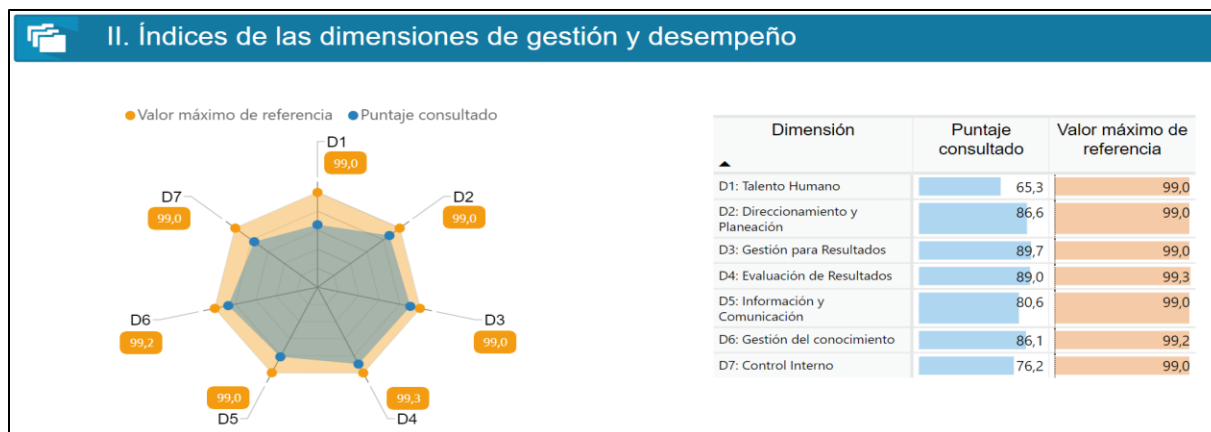 II. Índices de las dimensiones de gestión y desempeño
Valor máximo de referencia Puntaje consultado
D1
99,0
D7
99,0
D2
99,0
D6
99,2
D3
99,0
99,0
D5
99,3
D4
Dimensión Puntaje consultado Valor máximo de referencia
D1: Talento Humano 65,3 99,0
D2: Direccionamiento y
Planeación 86,6 99,0
D3: Gestión para Resultados 89,7 99,0
D4: Evaluación de Resultados 89,0 99,3
D5: Información y
Comunicación 80,6 99,0
D6: Gestión del conocimiento 86,1 99,2
D7: Control Interno 76,2 99,0